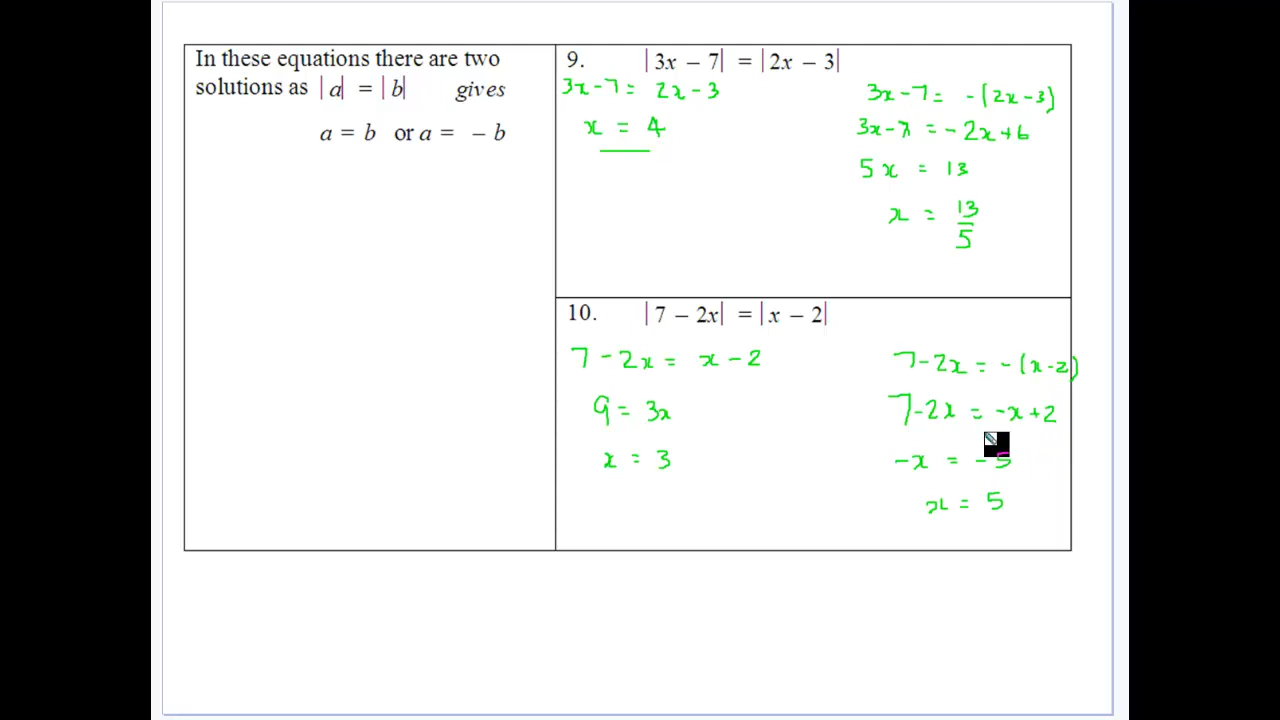 In these equations there are two
solutions as |a| = |b| gives
a = b or a = – b
9. |3x – 7| = |2x – 3|
3x-7 = 2x-3
x = 4
3x-7 = -(2x-3)
3x-7 = -2x+6
5x = 13
x = 13/5
10. |7 – 2x| = |x – 2|
7-2x = x-2
9 = 3x
x = 3
7-2x = -(x-2)
7-2x = -x+2
-x = -5
x = 5